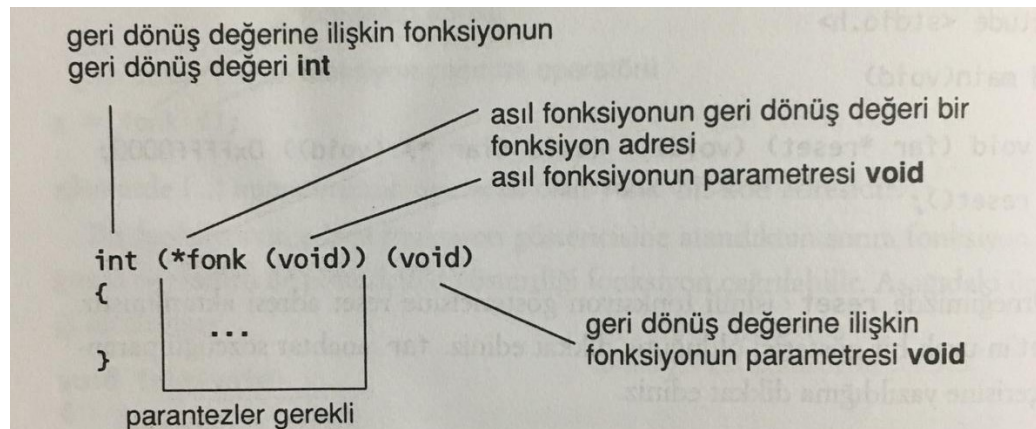 geri dönüş değerine ilişkin fonksiyonun
geri dönüş değeri int
asıl fonksiyonun geri dönüş değeri bir
fonksiyon adresi
asıl fonksiyonun parametresi void
int (*fonk (void)) (void)
{
...
}
geri dönüş değerine ilişkin
fonksiyonun parametresi void
parantezler gerekli